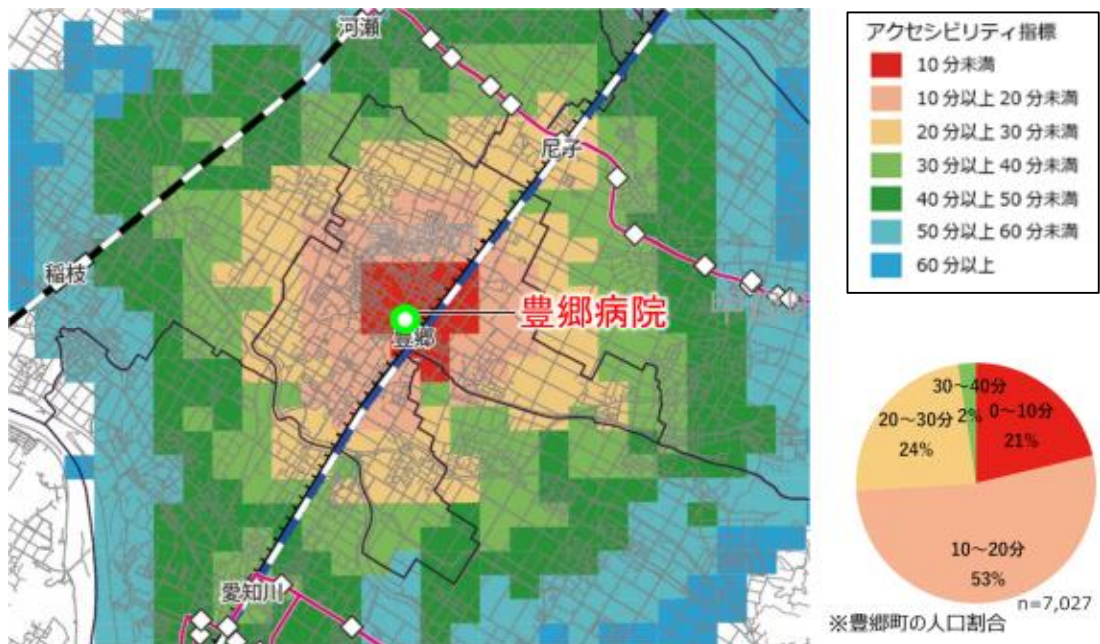 河瀬
尼子
稲枝
豊郷病院
豊郷
愛知川
アクセシビリティ指標
10分未満
10分以上20分未満
20分以上30分未満
30分以上40分未満
40分以上50分未満
50分以上60分未満
60分以上
30〜40分
2%
0〜10分
21%
20〜30分
24%
10〜20分
53%
n=7,027
※豊郷町の人口割合